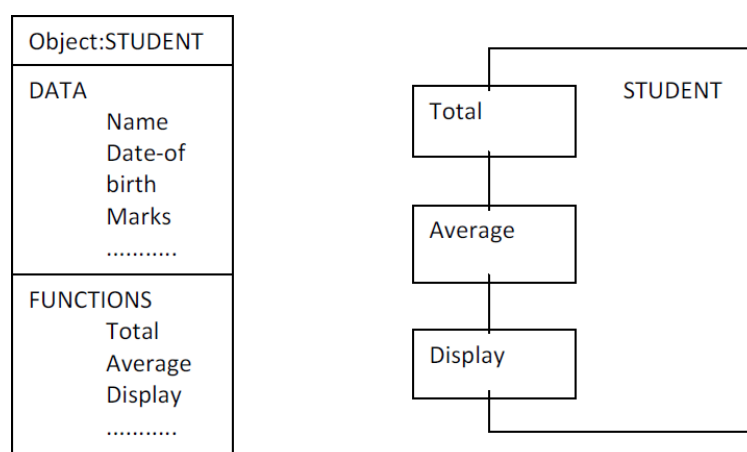 Object:STUDENT
DATA
Name
Date-of
birth
Marks
...........
FUNCTIONS
Total
Average
Display
...........
STUDENT
Total
Average
Display